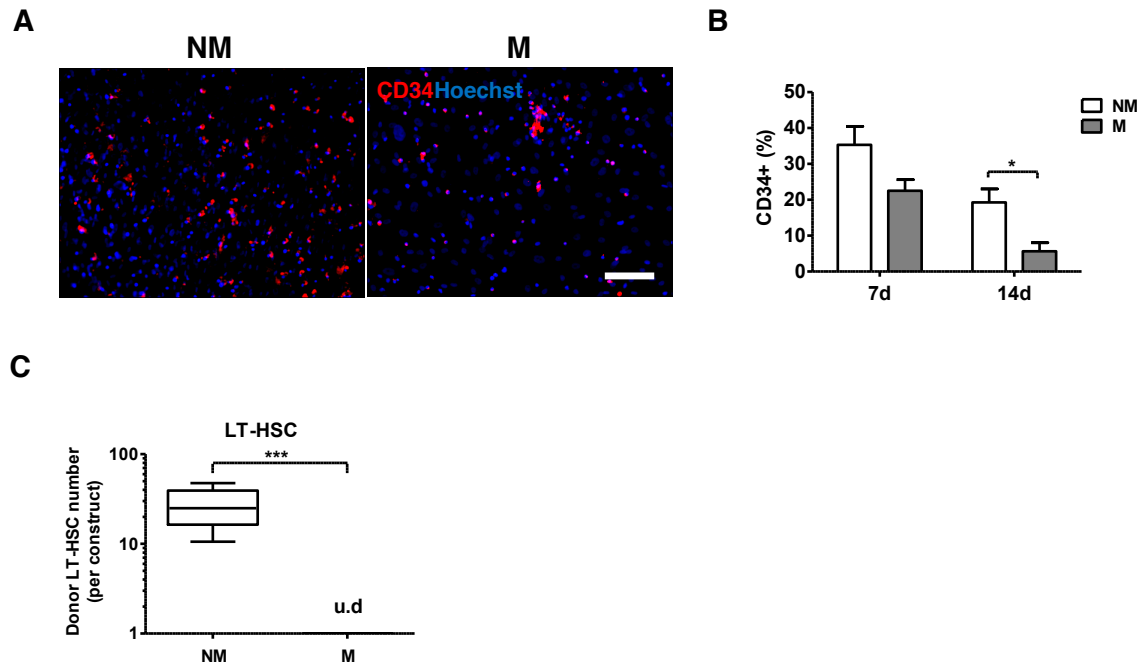 A
NM
M
CD34Hoechst
B
CD34+ (%)
50
40
30
20
10
0
*
7d
14d
NM
M
C
LT-HSC
***
Donor LT-HSC number
(per construct)
100
10
1
u.d
NM
M